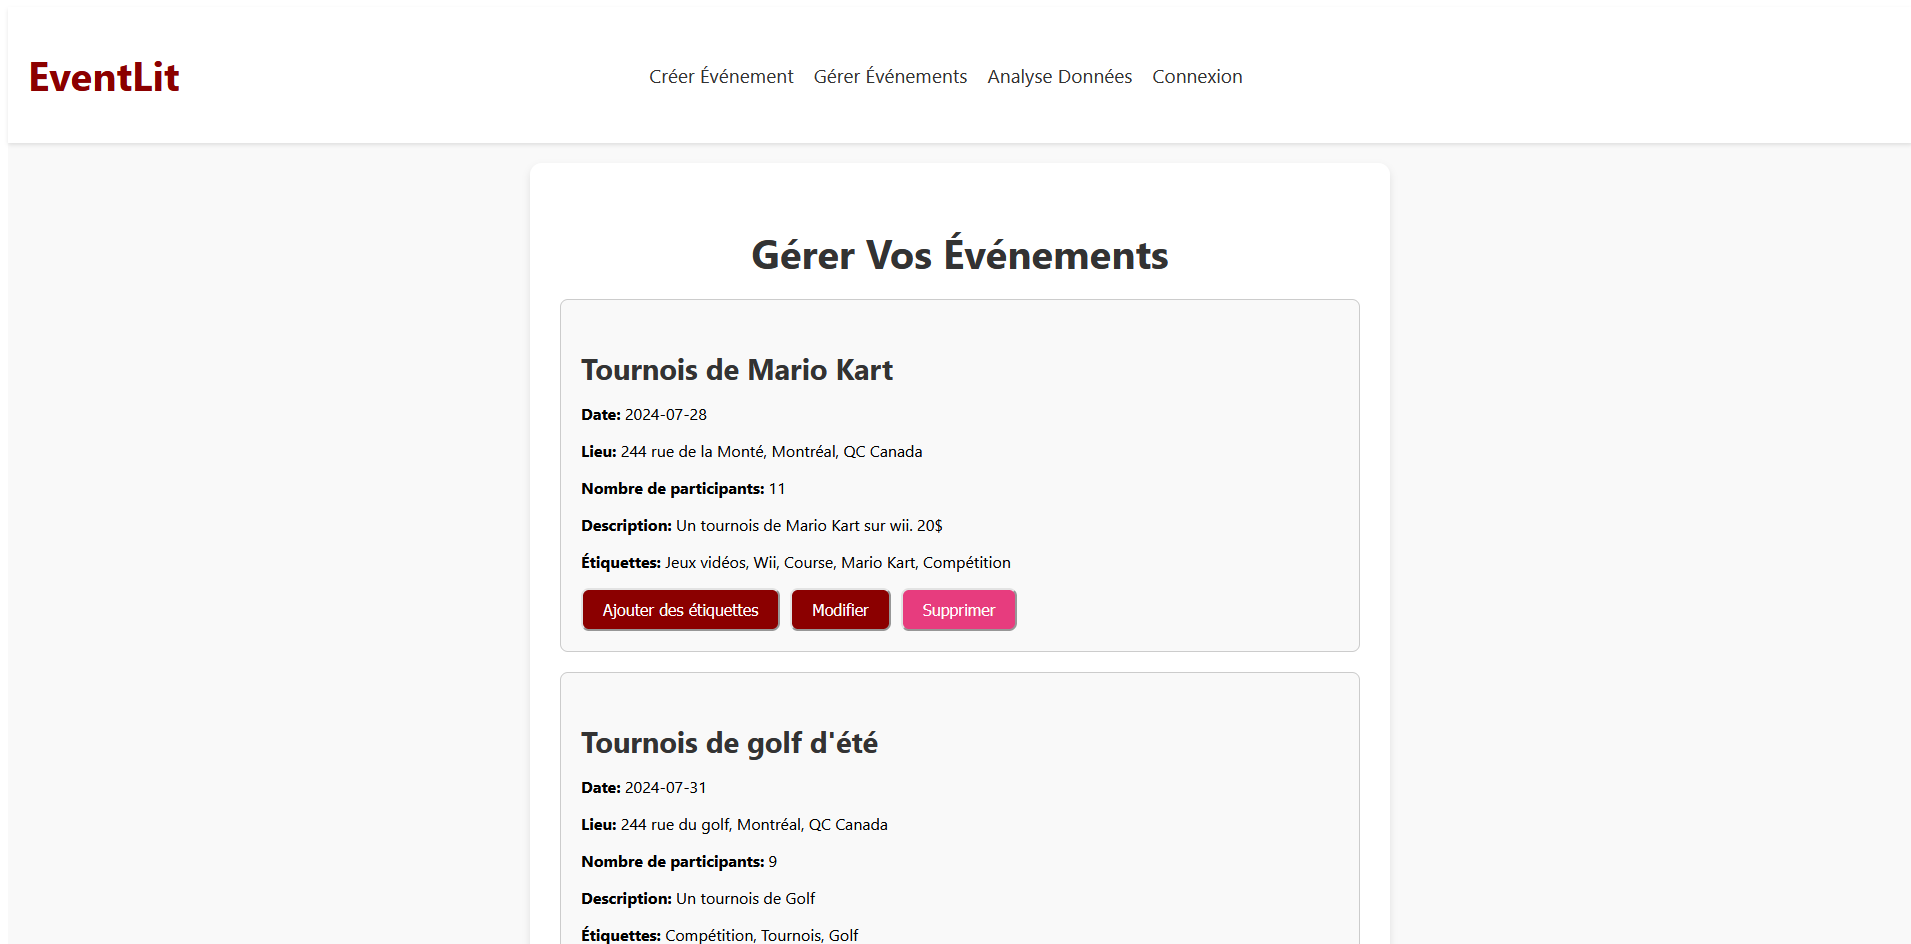 EventLit
Créer Événement Gérer Événements Analyse Données Connexion
Gérer Vos Événements
Tournois de Mario Kart
Date: 2024-07-28
Lieu: 244 rue de la Monté, Montréal, QC Canada
Nombre de participants: 11
Description: Un tournois de Mario Kart sur wii. 20$
Étiquettes: Jeux vidéos, Wii, Course, Mario Kart, Compétition
Ajouter des étiquettes Modifier Supprimer
Tournois de golf d'été
Date: 2024-07-31
Lieu: 244 rue du golf, Montréal, QC Canada
Nombre de participants: 9
Description: Un tournois de Golf
Étiquettes: Compétition, Tournois, Golf